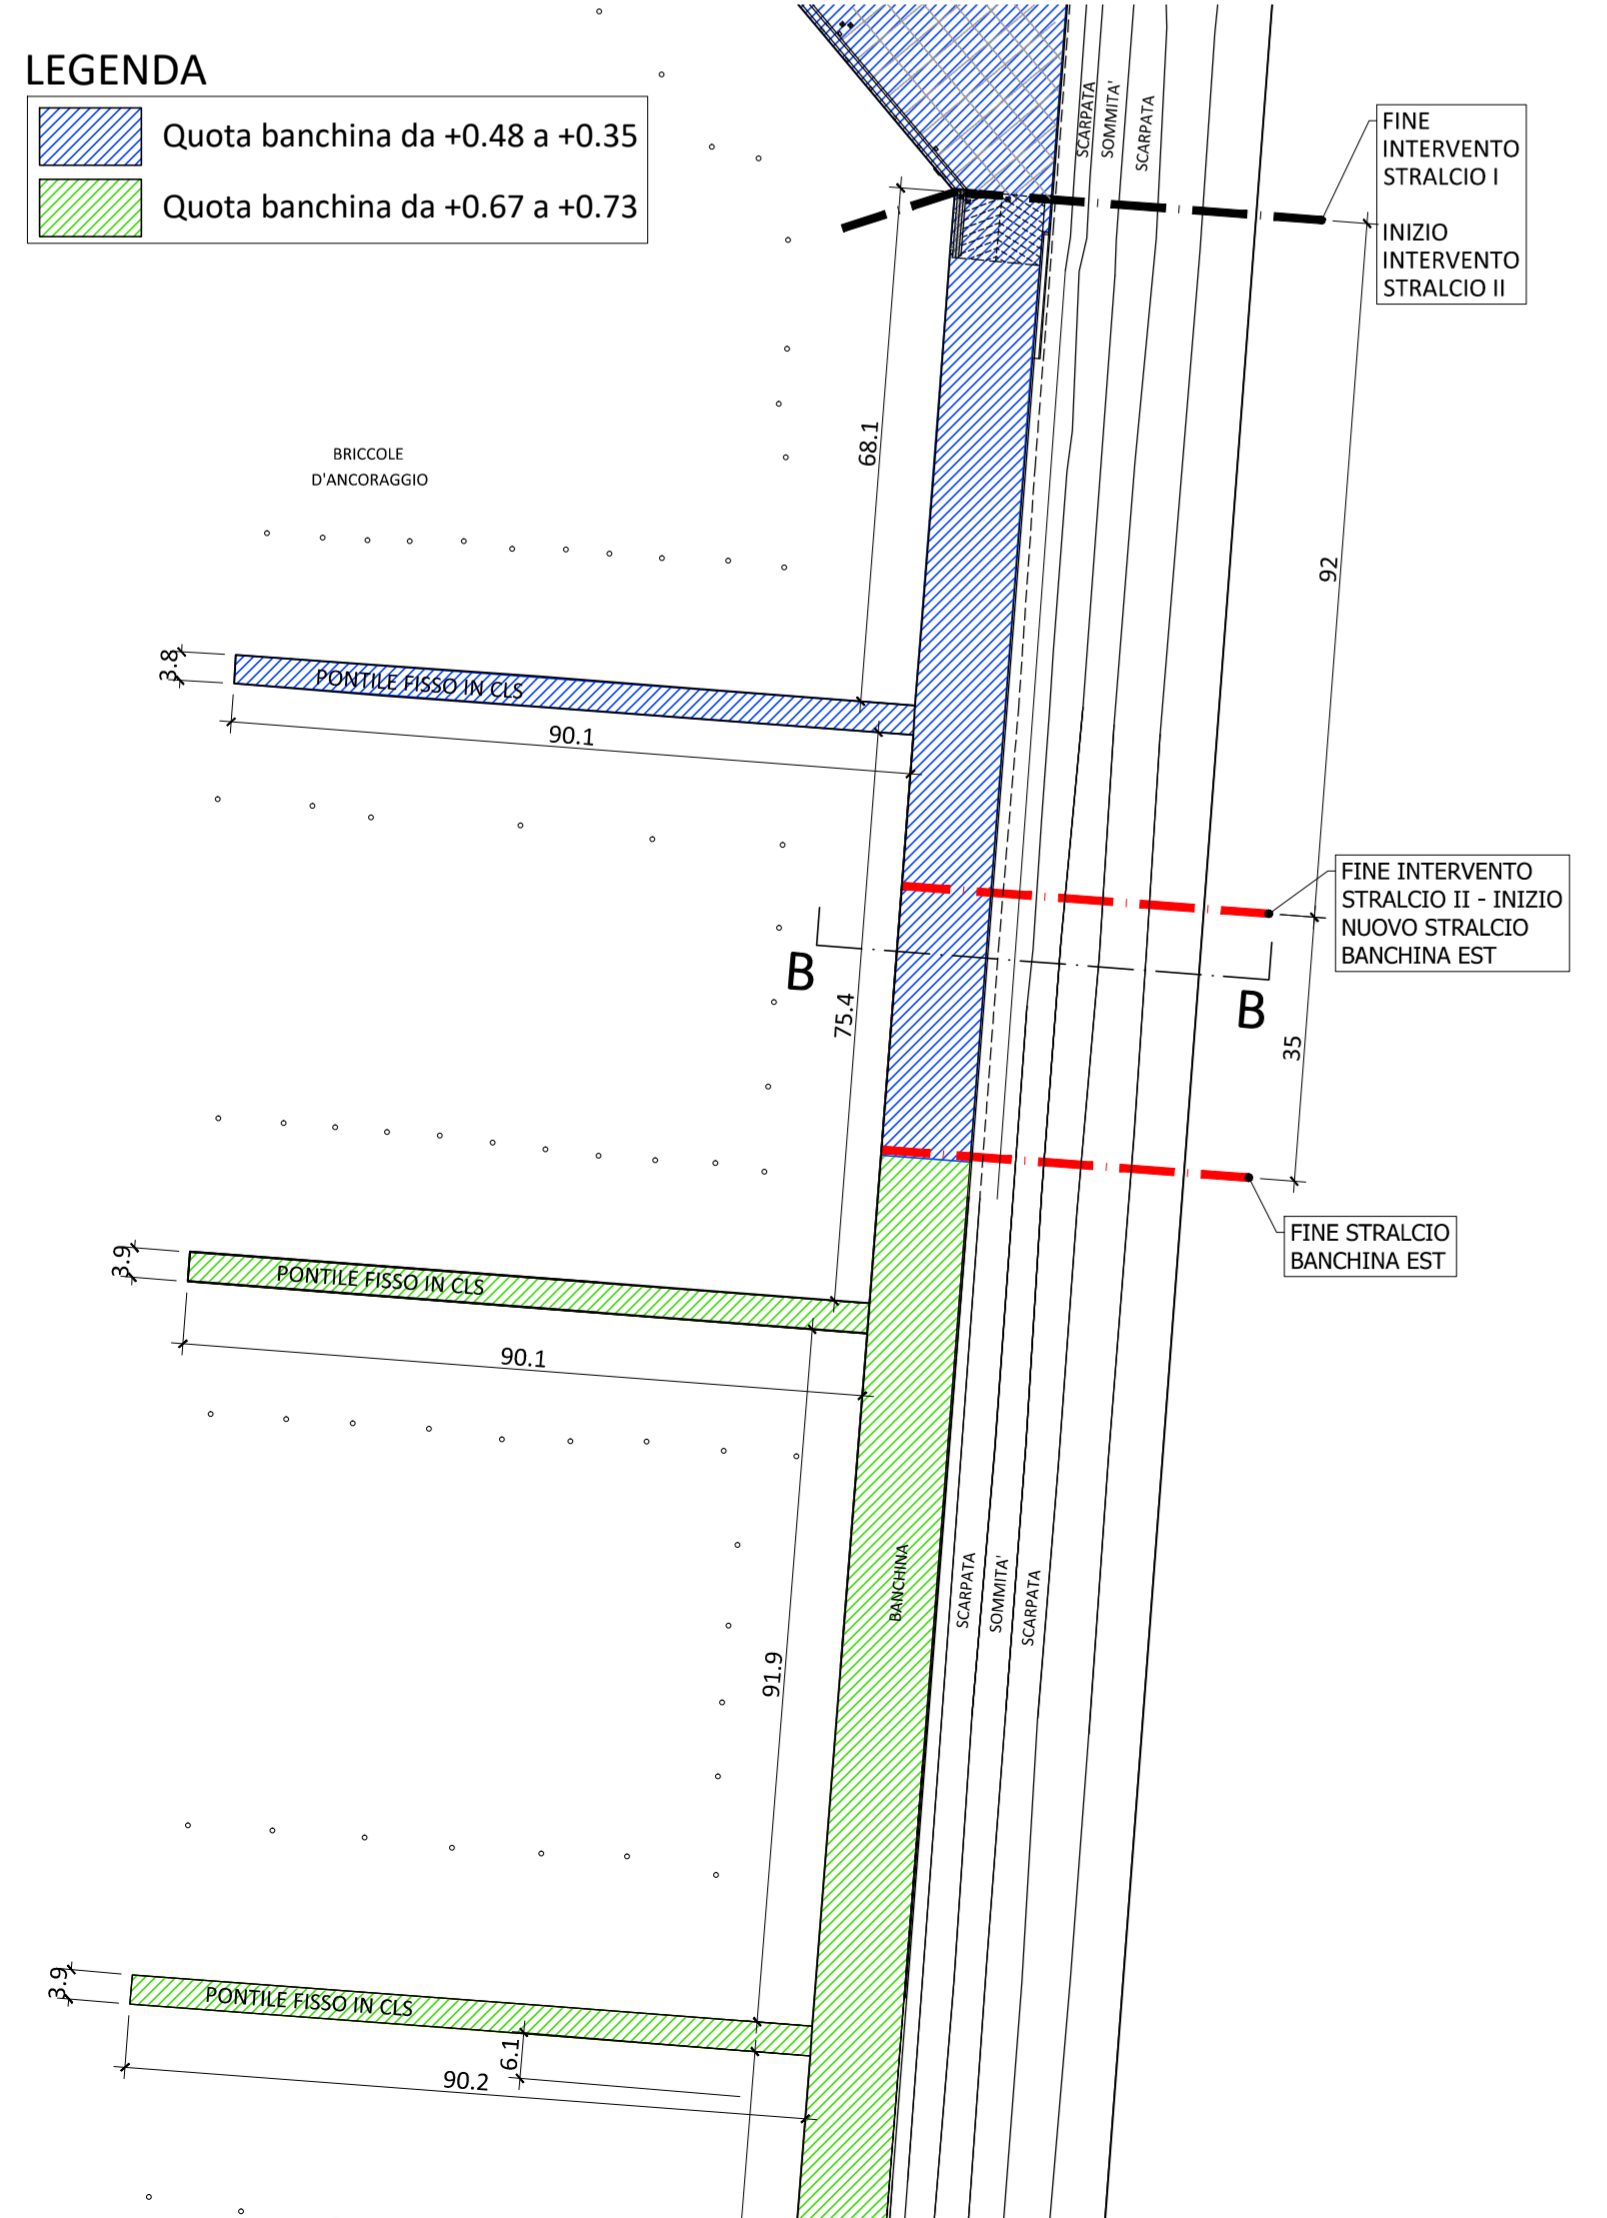 LEGENDA
Quota banchina da +0.48 a +0.35
Quota banchina da +0.67 a +0.73
SCARPATA
SOMMITA'
SCARPATA
FINE
INTERVENTO
STRALCIO I
INIZIO
INTERVENTO
STRALCIO II
68.1
92
BRICCOLE
D'ANCORAGGIO
3.8
PONTILE FISSO IN CLS
90.1
FINE INTERVENTO
STRALCIO II - INIZIO
NUOVO STRALCIO
BANCHINA EST
B
B
75.4
35
FINE STRALCIO
BANCHINA EST
3.9
PONTILE FISSO IN CLS
90.1
BANCHINA
SCARPATA
SOMMITA'
SCARPATA
91.9
3.9
PONTILE FISSO IN CLS
6.1
90.2